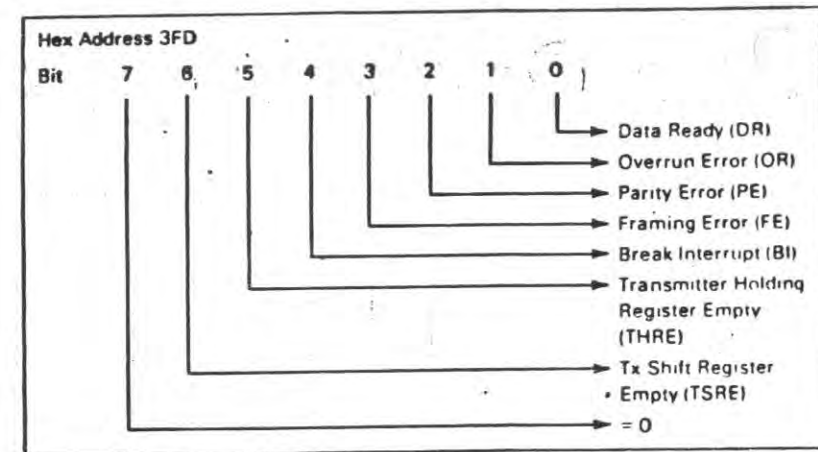 Hex Address 3FD
Bit 7 6 5 4 3 2 1 0
Data Ready (DR)
Overrun Error (OR)
Parity Error (PE)
Framing Error (FE)
Break Interrupt (BI)
Transmitter Holding
Register Empty
(THRE)
Tx Shift Register
Empty (TSRE)
= 0